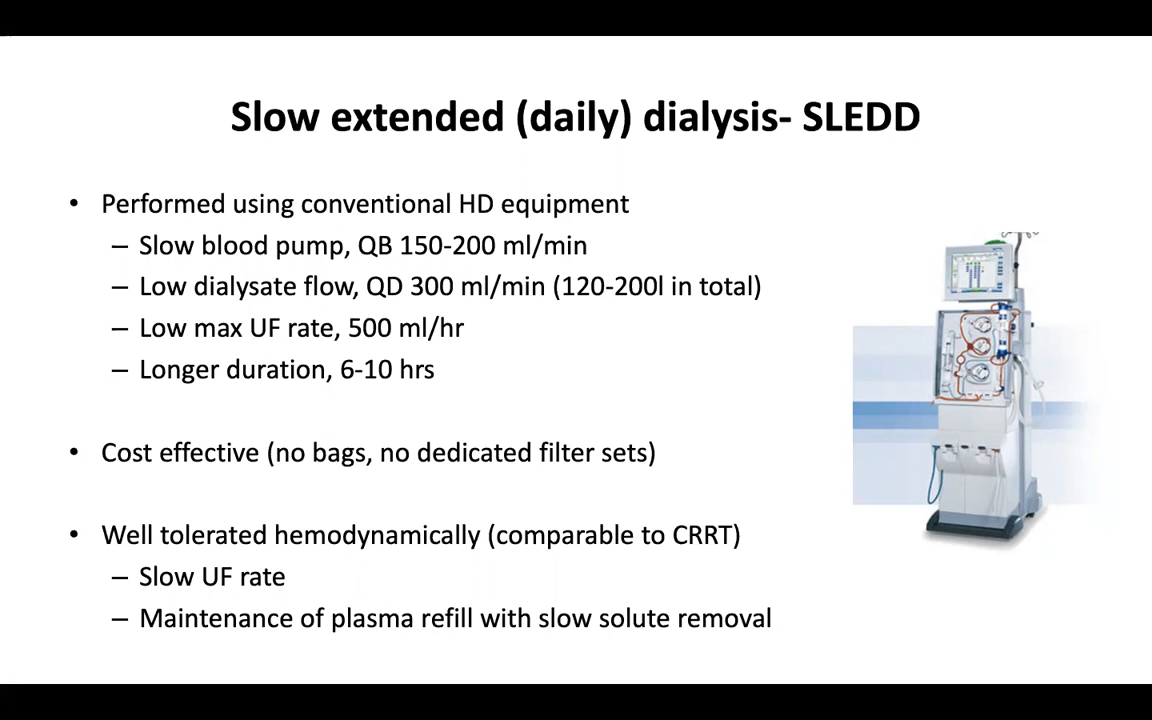 Slow extended (daily) dialysis- SLEDD
• Performed using conventional HD equipment
– Slow blood pump, QB 150-200 ml/min
– Low dialysate flow, QD 300 ml/min (120-200l in total)
– Low max UF rate, 500 ml/hr
– Longer duration, 6-10 hrs
• Cost effective (no bags, no dedicated filter sets)
• Well tolerated hemodynamically (comparable to CRRT)
– Slow UF rate
– Maintenance of plasma refill with slow solute removal